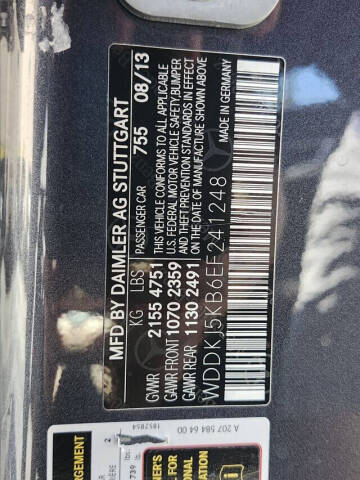 MFD BY DAIMLER AG STUTTGART
KG LBS PASSENGER CAR 755 08/13
GVWR 2155 4751 THIS VEHICLE CONFORMS TO ALL APPLICABLE
GAWR FRONT 1070 2359 U.S. FEDERAL MOTOR VEHICLE SAFETY, BUMPER
GAWR REAR 1130 2491 AND THEFT PREVENTION STANDARDS IN EFFECT
ON THE DATE OF MANUFACTURE SHOWN ABOVE
WDDKJ5KB6EF241248 MADE IN GERMANY
A 207 584 64 00
1852854